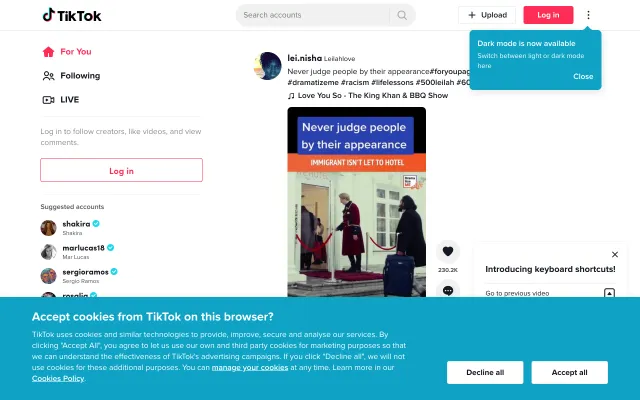 TikTok
Search accounts
+ Upload
Log in
Dark mode is now available
Switch between light or dark mode
here
Close
For You
Following
LIVE
Log in to follow creators, like videos, and view
comments.
Log in
Suggested accounts
shakira
Shakira
marlucas18
Mar Lucas
sergioramos
Sergio Ramos
rosalia
lei.nisha Leilahlove
Never judge people by their appearance#foryoupag
#dramatizeme #racism #lifelessons #500leilah #60
♫ Love You So - The King Khan & BBQ Show
Never judge people
by their appearance
IMMIGRANT ISN'T LET TO HOTEL
230.2K
Introducing keyboard shortcuts!
Go to previous video
Accept cookies from TikTok on this browser?
TikTok uses cookies and similar technologies to provide, improve, secure and analyse our services. By
clicking "Accept All", you agree to let us use our own and third party cookies for marketing purposes so that
we can understand the effectiveness of TikTok's advertising campaigns. If you click "Decline all", we will not
use cookies for these additional purposes. You can manage your cookies at any time. Learn more in our
Cookies Policy.
Decline all
Accept all